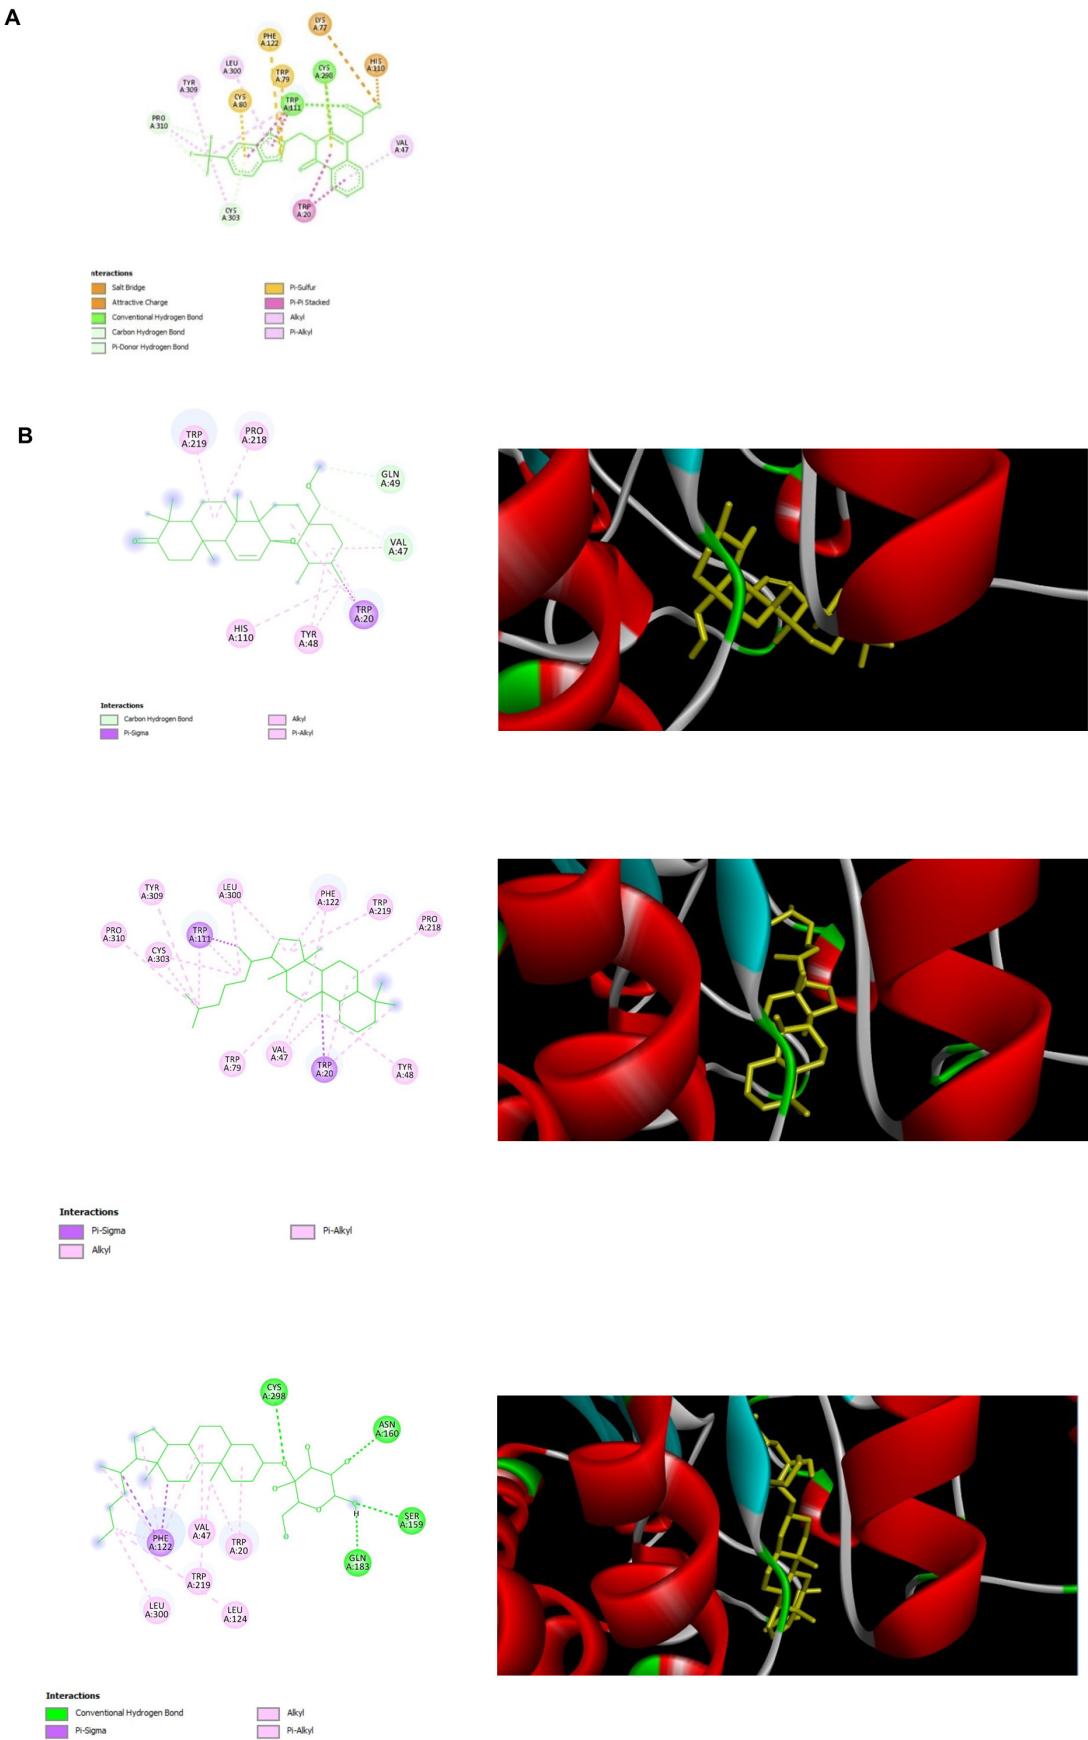 A
LYS
A:77
PHE
A:122
LEU
A:300
TRP
A:79
CYS
A:298
HIS
A:110
TYR
A:309
CYS
A:80
TRP
A:111
PRO
A:310
VAL
A:47
CYS
A:303
TRP
A:20
nteractions
Salt Bridge
Attractive Charge
Conventional Hydrogen Bond
Carbon Hydrogen Bond
Pi-Donor Hydrogen Bond
Pi-Sulfur
Pi-Pi Stacked
Alkyl
Pi-Alkyl
B
TRP
A:219
PRO
A:218
GLN
A:49
O
O
O
VAL
A:47
TRP
A:20
HIS
A:110
TYR
A:48
Interactions
Carbon Hydrogen Bond
Pi-Sigma
Alkyl
Pi-Alkyl
TYR
A:309
LEU
A:300
PHE
A:122
TRP
A:219
PRO
A:218
PRO
A:310
CYS
A:303
TRP
A:111
TRP
A:79
VAL
A:47
TRP
A:20
TYR
A:48
Interactions
Pi-Sigma
Alkyl
Pi-Alkyl
CYS
A:298
ASN
A:160
O
O
O
O
O
O
O
H
SER
A:159
GLN
A:183
PHE
A:122
VAL
A:47
TRP
A:20
TRP
A:219
LEU
A:300
LEU
A:124
Interactions
Conventional Hydrogen Bond
Pi-Sigma
Alkyl
Pi-Alkyl